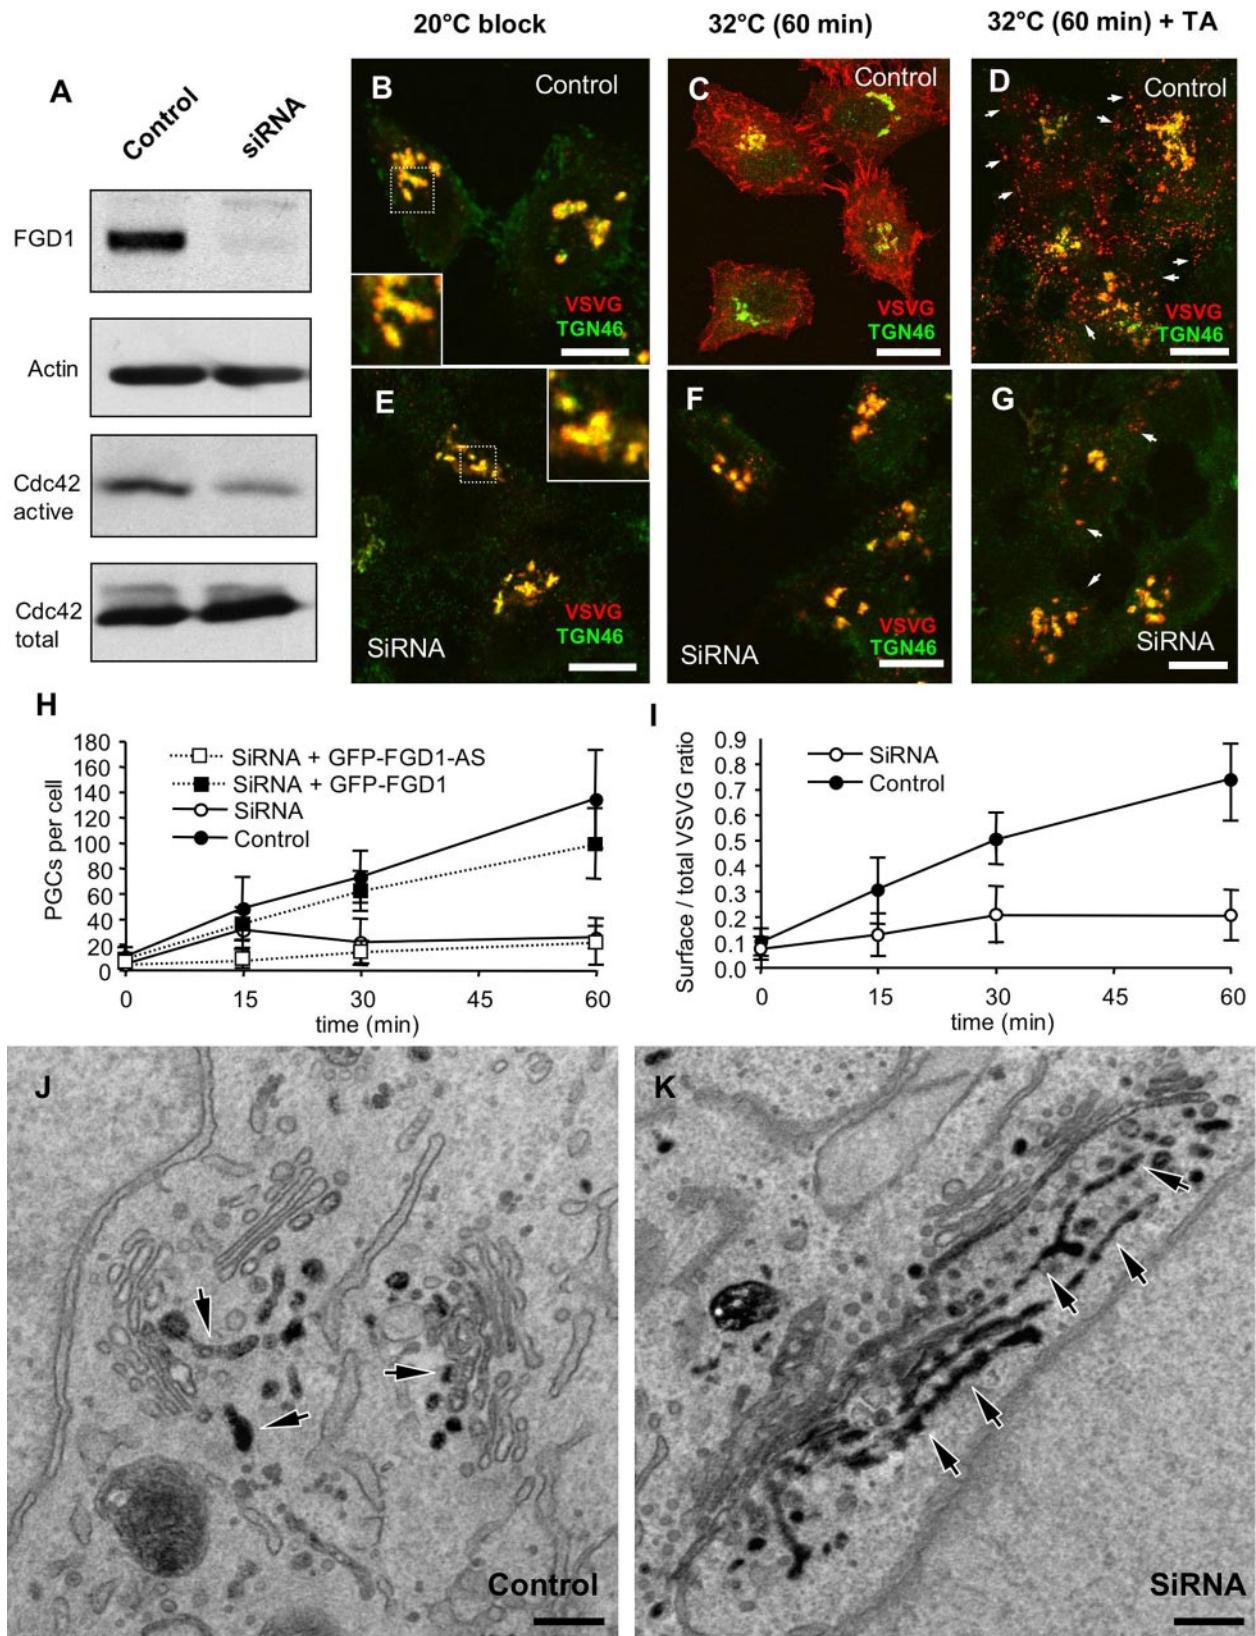 20°C block
32°C (60 min)
32°C (60 min) + TA
A
Control
siRNA
FGD1
Actin
Cdc42
active
Cdc42
total
B
Control
VSVG
TGN46
C
Control
VSVG
TGN46
D
Control
VSVG
TGN46
E
VSVG
TGN46
SiRNA
F
VSVG
TGN46
SiRNA
G
SiRNA
H
PGCs per cell
180
160
140
120
100
80
60
40
20
0
SiRNA + GFP-FGD1-AS
SiRNA + GFP-FGD1
SiRNA
Control
0
15
30
45
60
time (min)
I
Surface / total VSVG ratio
0.9
0.8
0.7
0.6
0.5
0.4
0.3
0.2
0.1
0.0
SiRNA
Control
0
15
30
45
60
time (min)
J
Control
K
SiRNA